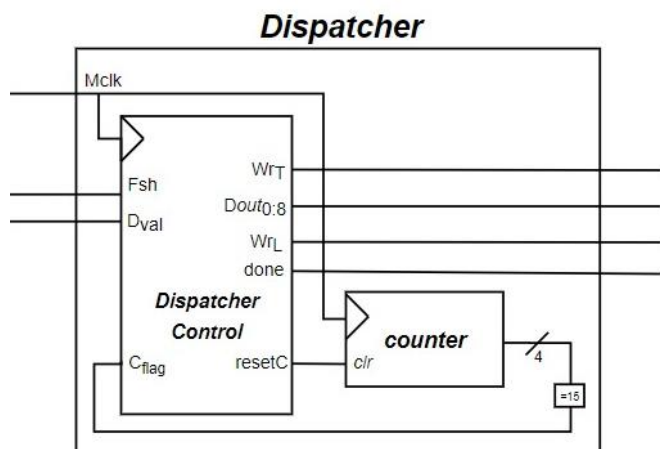 Dispatcher
Mclk
Fsh
Dval
WrT
Dout0:8
WrL
done
Dispatcher
Control
Cflag
resetC
clr
counter
4
=15